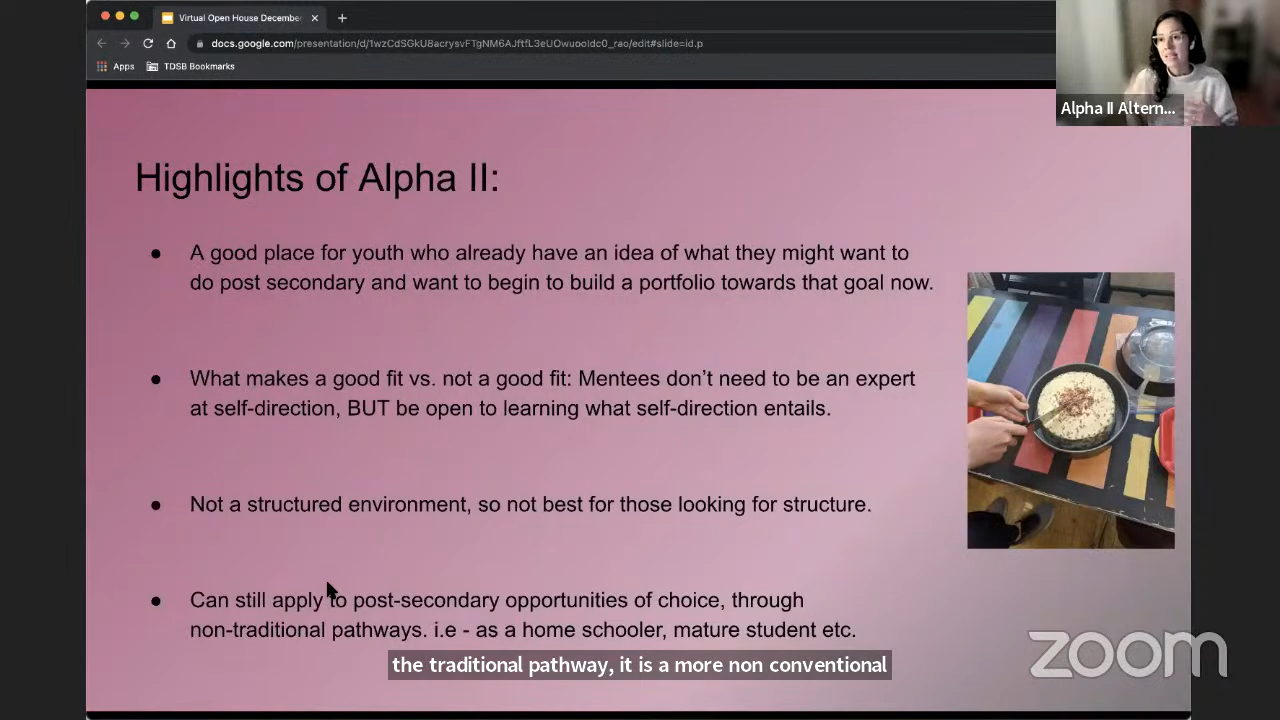 Virtual Open House Decembe
docs.google.com/presentation/d/1wzCdSGkU8acrysvFTgNM6AJftfL3eUOwuooIdc0_rao/edit#slide=id.p
Apps TDSB Bookmarks
Alpha II Altern...
Highlights of Alpha II:
● A good place for youth who already have an idea of what they might want to
do post secondary and want to begin to build a portfolio towards that goal now.
● What makes a good fit vs. not a good fit: Mentees don’t need to be an expert
at self-direction, BUT be open to learning what self-direction entails.
● Not a structured environment, so not best for those looking for structure.
● Can still apply to post-secondary opportunities of choice, through
non-traditional pathways. i.e - as a home schooler, mature student etc.
the traditional pathway, it is a more non conventional
zoom